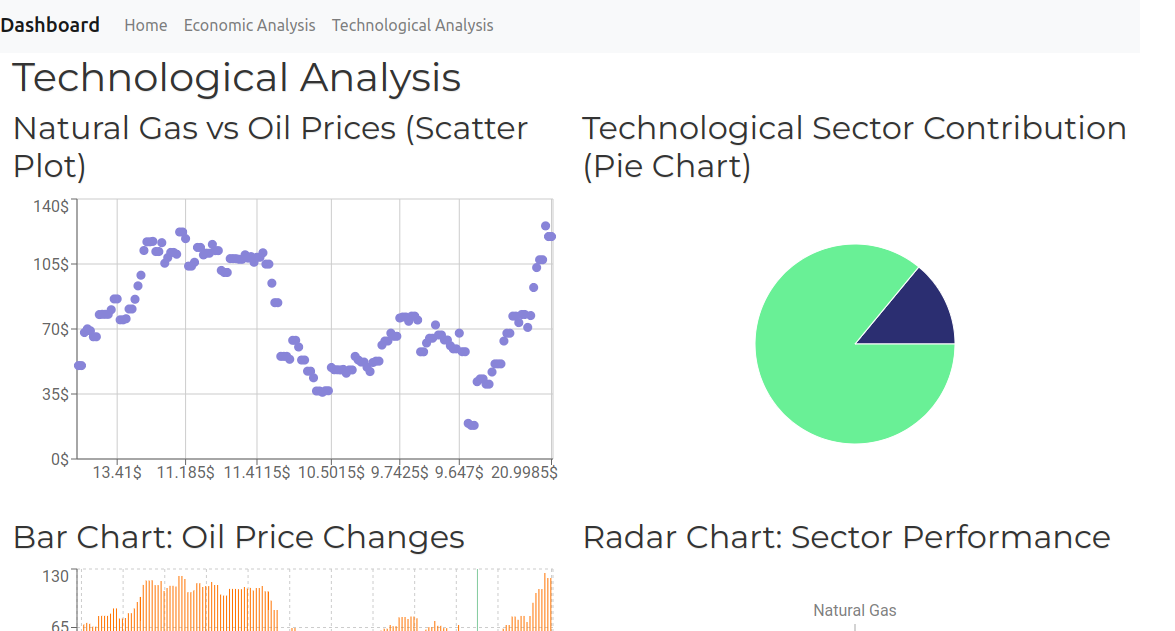 Dashboard Home Economic Analysis Technological Analysis
Technological Analysis
Natural Gas vs Oil Prices (Scatter
Plot)
140$
105$
70$
35$
0$
13.41$ 11.185$ 11.4115$ 10.5015$ 9.7425$ 9.647$ 20.9985$
Technological Sector Contribution
(Pie Chart)
Bar Chart: Oil Price Changes
130
65
Radar Chart: Sector Performance
Natural Gas